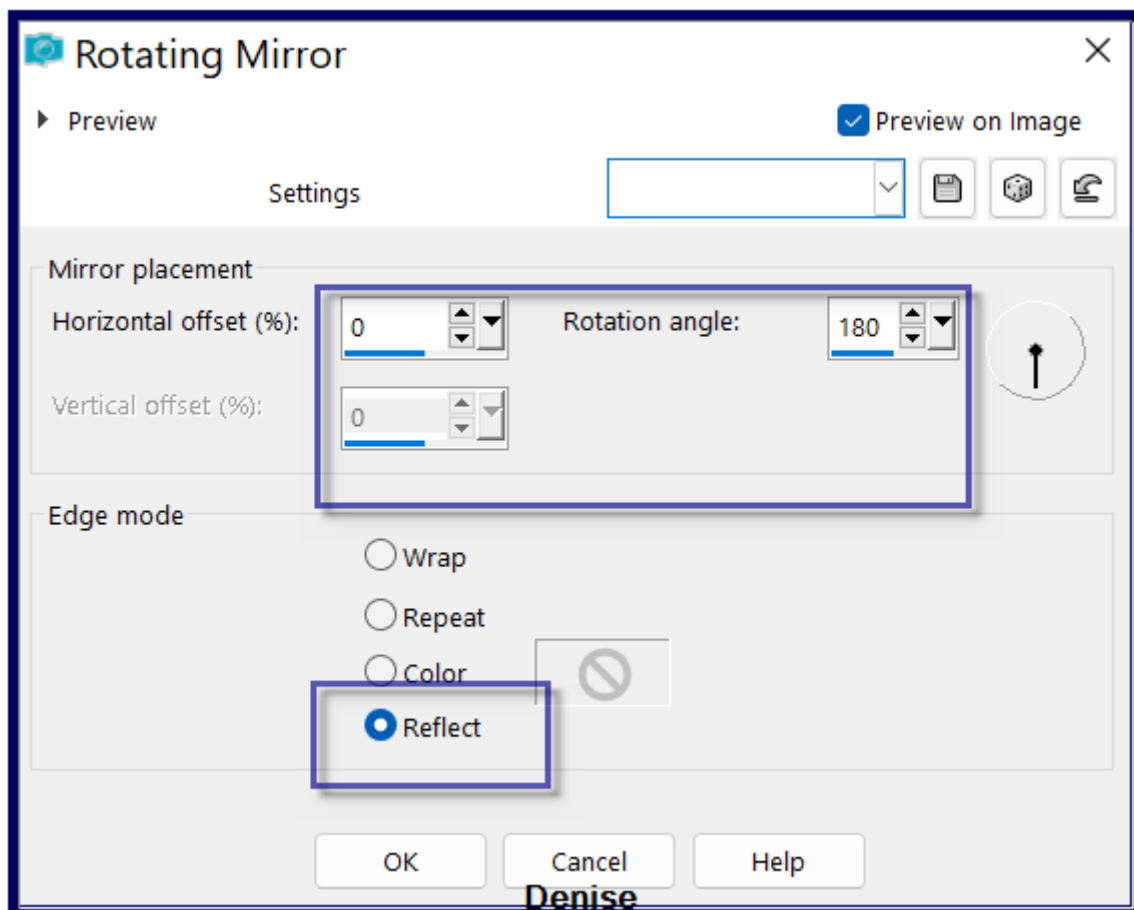 Rotating Mirror
Preview
Preview on Image
Settings
Mirror placement
Horizontal offset (%): 0 Rotation angle: 180
Vertical offset (%): 0
Edge mode
Wrap
Repeat
Color
Reflect
OK Cancel Help
Denise